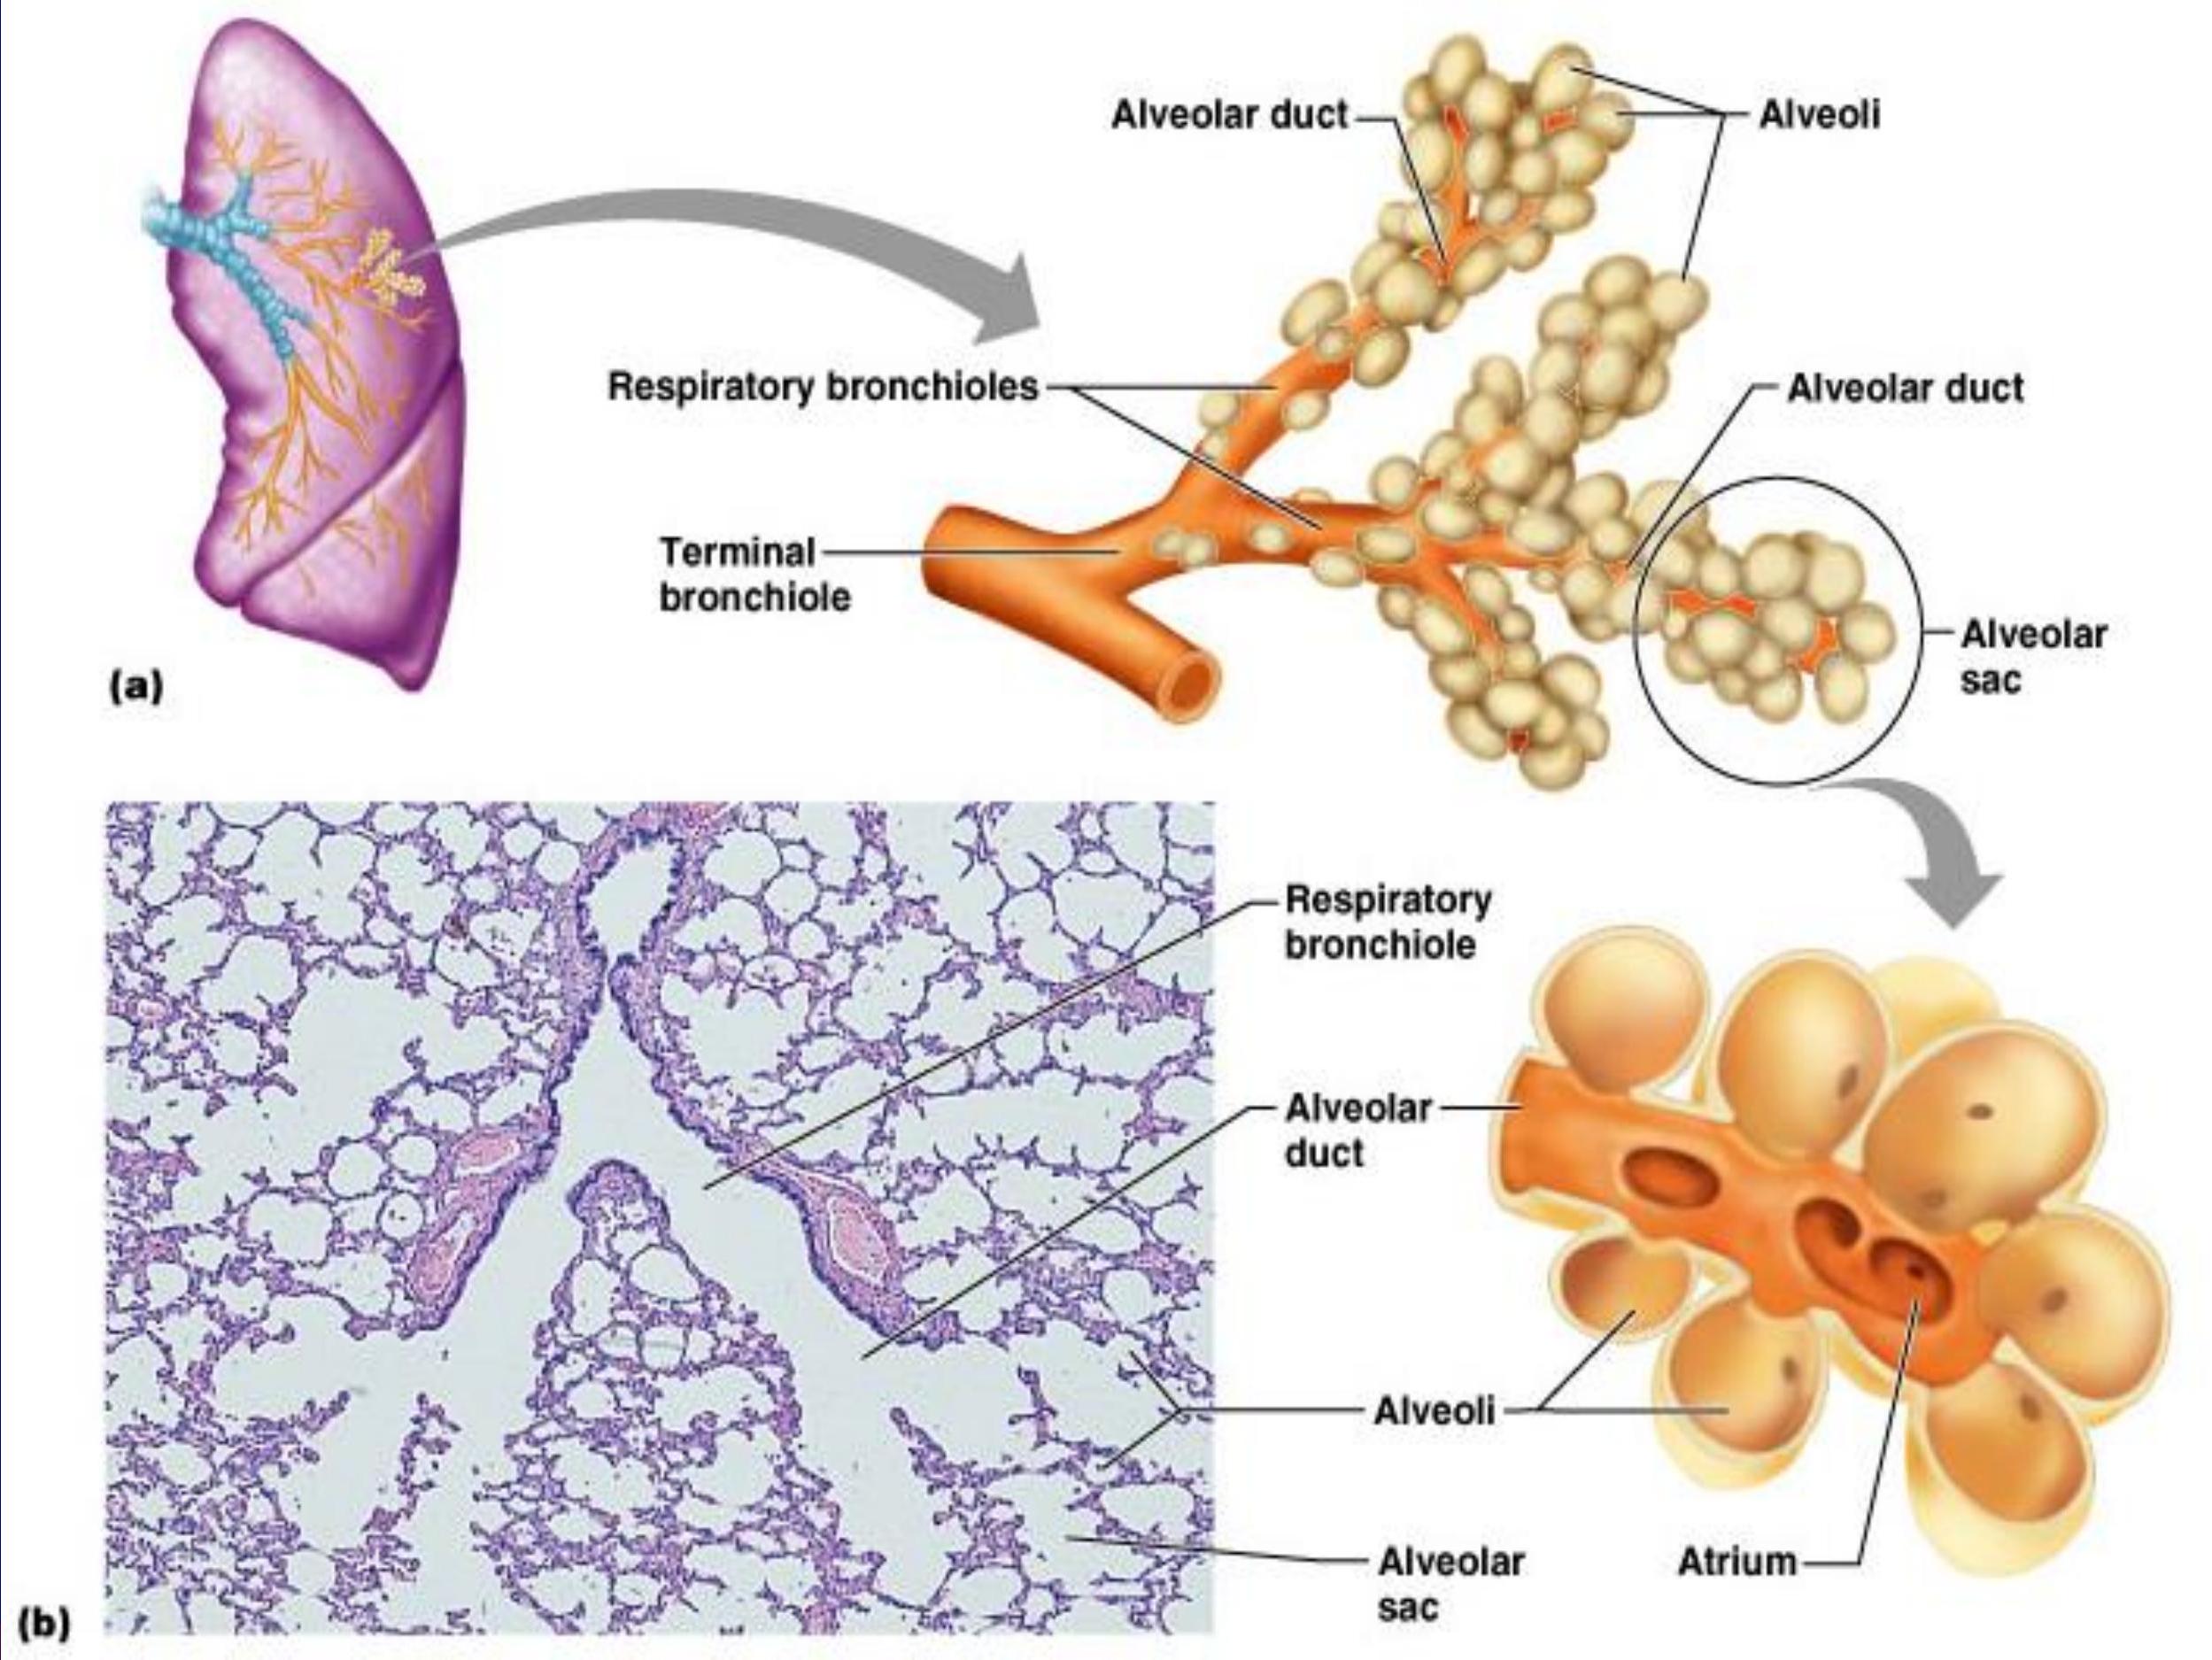 Alveolar duct
Alveoli
Respiratory bronchioles
Alveolar duct
Terminal
bronchiole
Alveolar
sac
(a)
Respiratory
bronchiole
Alveolar
duct
Alveoli
Alveolar
sac
Atrium
(b)